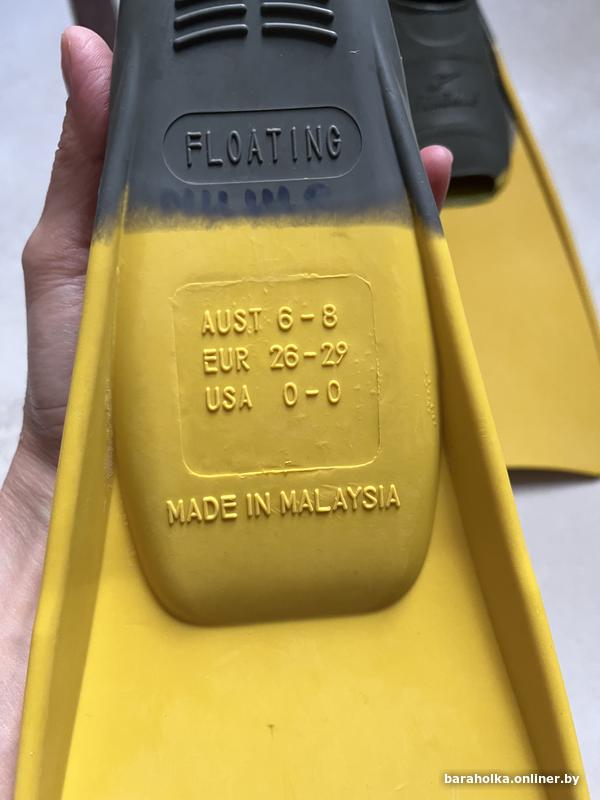 FLOATING
AUST 6-8
EUR 26-29
USA 0-0
MADE IN MALAYSIA
baraholka.onliner.by